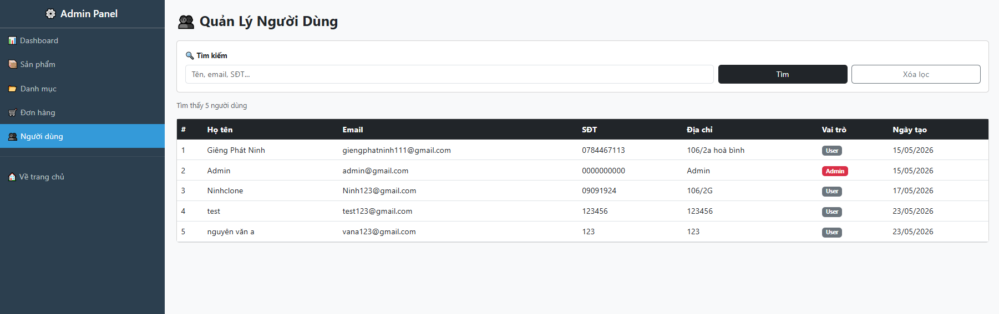 Admin Panel
Dashboard
Sản phẩm
Danh mục
Đơn hàng
Người dùng
Về trang chủ
Quản Lý Người Dùng
Tìm kiếm
Tên, email, SĐT... Tìm Xóa lọc
Tìm thấy 5 người dùng
# Họ tên Email SĐT Địa chỉ Vai trò Ngày tạo
1 Giêng Phát Ninh giengphatninh111@gmail.com 0784467113 106/2a hoà bình User 15/05/2026
2 Admin admin@gmail.com 0000000000 Admin Admin 15/05/2026
3 Ninhclone Ninh123@gmail.com 09091924 106/2G User 17/05/2026
4 test test123@gmail.com 123456 123456 User 23/05/2026
5 nguyên văn a vana123@gmail.com 123 123 User 23/05/2026